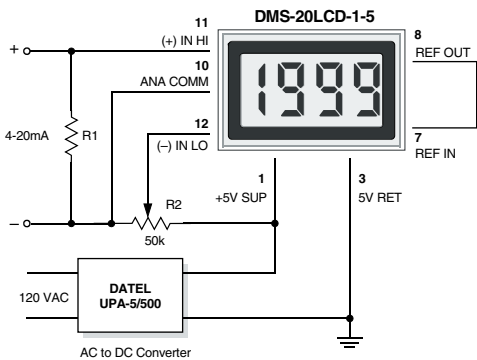 DMS-20LCD-1-5
11
(+) IN HI
8
REF OUT
+
10
ANA COMM
1999
4-20mA
R1
12
(–) IN LO
7
REF IN
1
+5V SUP
3
5V RET
–
R2
50k
120 VAC
DATEL
UPA-5/500
AC to DC Converter